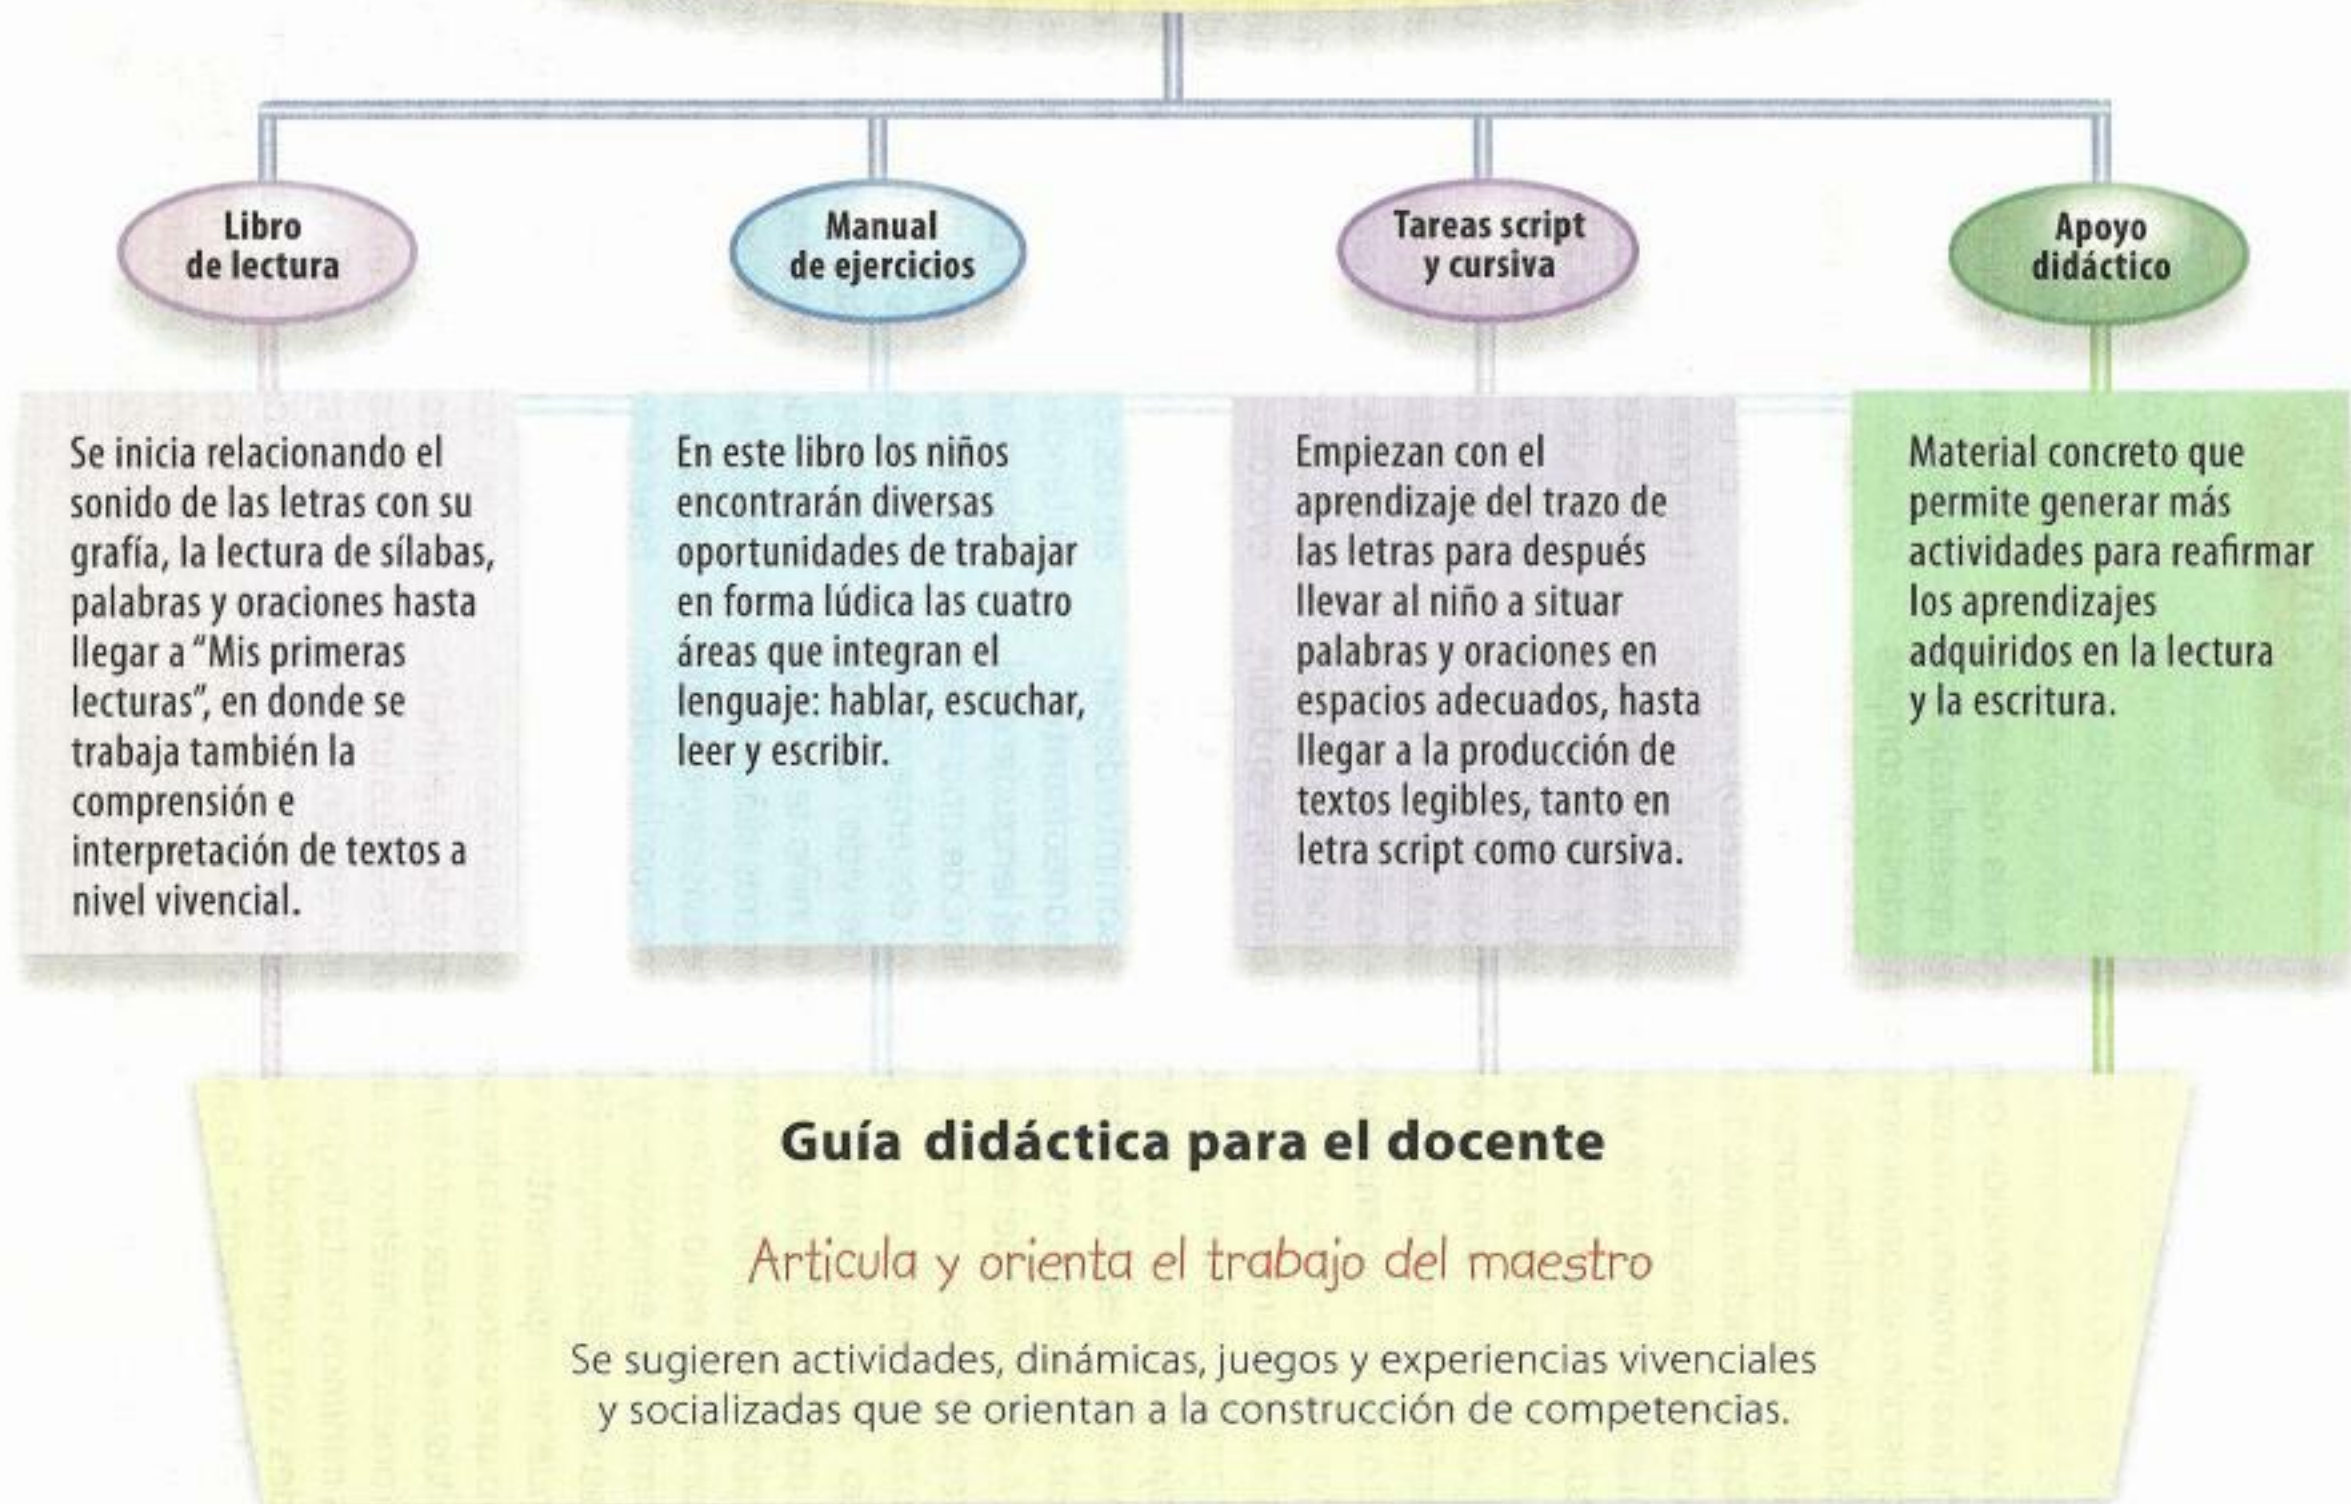 Libro
de lectura
Se inicia relacionando el
sonido de las letras con su
grafía, la lectura de sílabas,
palabras y oraciones hasta
llegar a “Mis primeras
lecturas”, en donde se
trabaja también la
comprensión e
interpretación de textos a
nivel vivencial.
Manual
de ejercicios
En este libro los niños
encontrarán diversas
oportunidades de trabajar
en forma lúdica las cuatro
áreas que integran el
lenguaje: hablar, escuchar,
leer y escribir.
Tareas script
y cursiva
Empiezan con el
aprendizaje del trazo de
las letras para después
llevar al niño a situar
palabras y oraciones en
espacios adecuados, hasta
llegar a la producción de
textos legibles, tanto en
letra script como cursiva.
Apoyo
didáctico
Material concreto que
permite generar más
actividades para reafirmar
los aprendizajes
adquiridos en la lectura
y la escritura.
Guía didáctica para el docente
Articula y orienta el trabajo del maestro
Se sugieren actividades, dinámicas, juegos y experiencias vivenciales
y socializadas que se orientan a la construcción de competencias.